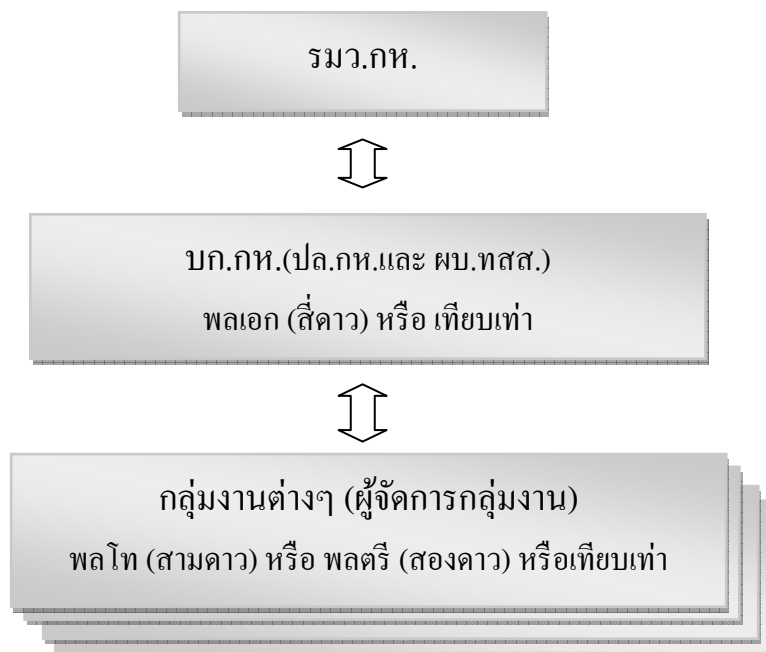 รมว.กห.
บก.กห.(ปล.กห.และ ผบ.ทสส.)
พลเอก (สี่ดาว) หรือ เทียบเท่า
กลุ่มงานต่างๆ (ผู้จัดการกลุ่มงาน)
พลโท (สามดาว) หรือ พลตรี (สองดาว) หรือเทียบเท่า